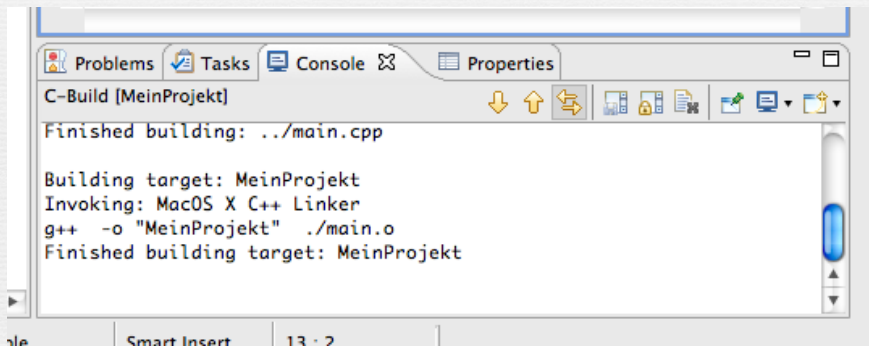 Problems Tasks Console Properties
C-Build [MeinProjekt]
Finished building: ../main.cpp
Building target: MeinProjekt
Invoking: MacOS X C++ Linker
g++ -o "MeinProjekt" ./main.o
Finished building target: MeinProjekt
Smart Insert 13 : 2